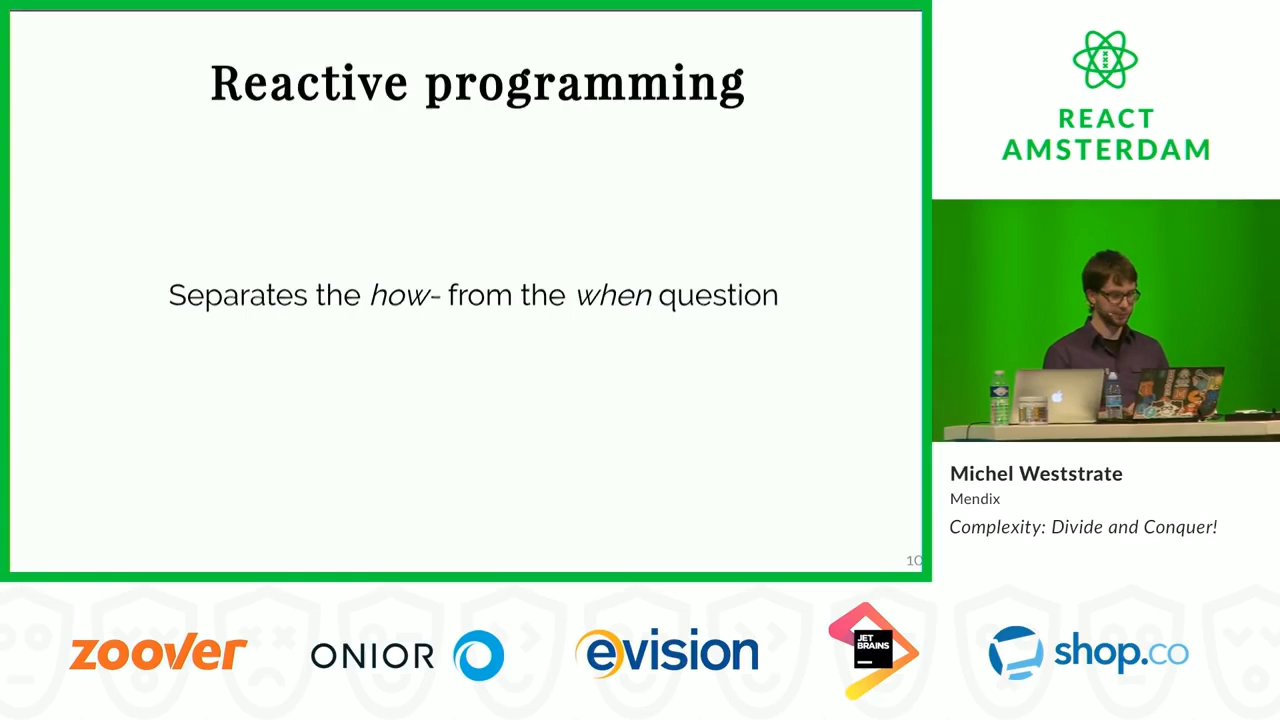 Reactive programming
Separates the how- from the when question
10
REACT
AMSTERDAM
Michel Weststrate
Mendix
Complexity: Divide and Conquer!
zoover
ONIOR
evision
JET
BRAINS
shop.co